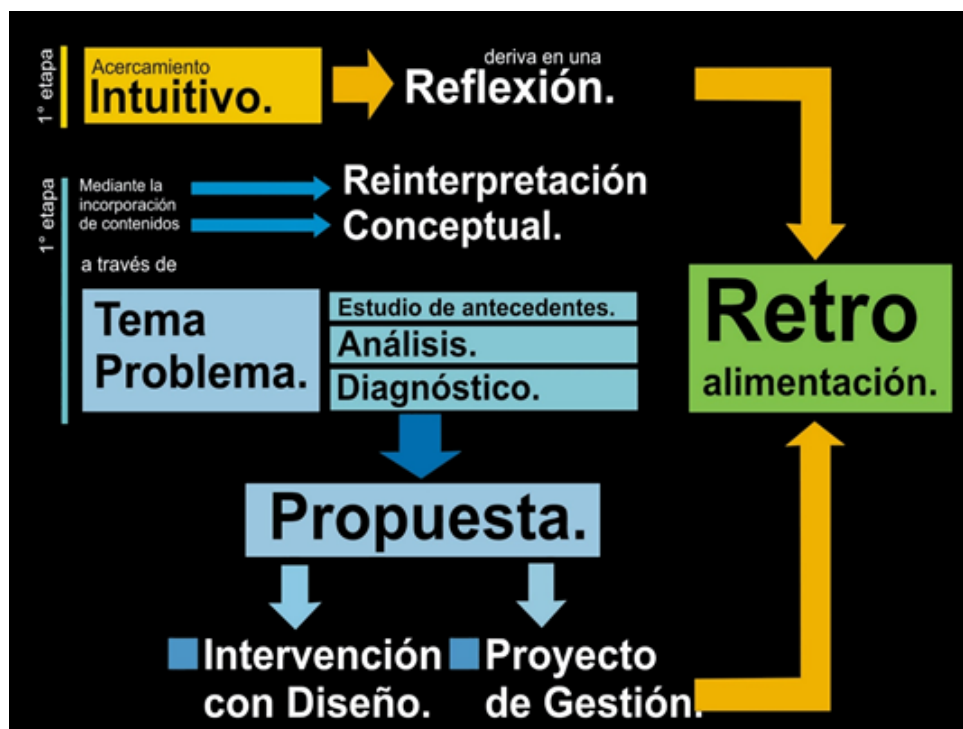 1° etapa
Acercamiento
Intuitivo.
deriva en una
Reflexión.
1° etapa
Mediante la
incorporación
de contenidos
Reinterpretación
Conceptual.
a través de
Tema
Problema.
Estudio de antecedentes.
Análisis.
Diagnóstico.
Retro
alimentación.
Propuesta.
Intervención
con Diseño.
Proyecto
de Gestión.